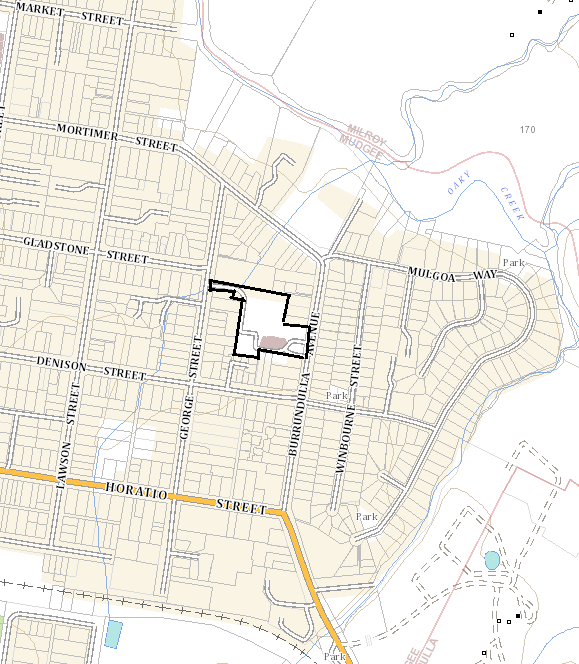 MARKET STREET
MORTIMER STREET
MILROY
MUDGEE
170
OAKY CREEK
GLADSTONE STREET
Park
MULGOA WAY
AVENUE
BURRUNDULLA
DENISON STREET
GEORGE STREET
WINBOURNE STREET
Park
LAWSON STREET
HORATIO STREET
Park
Park